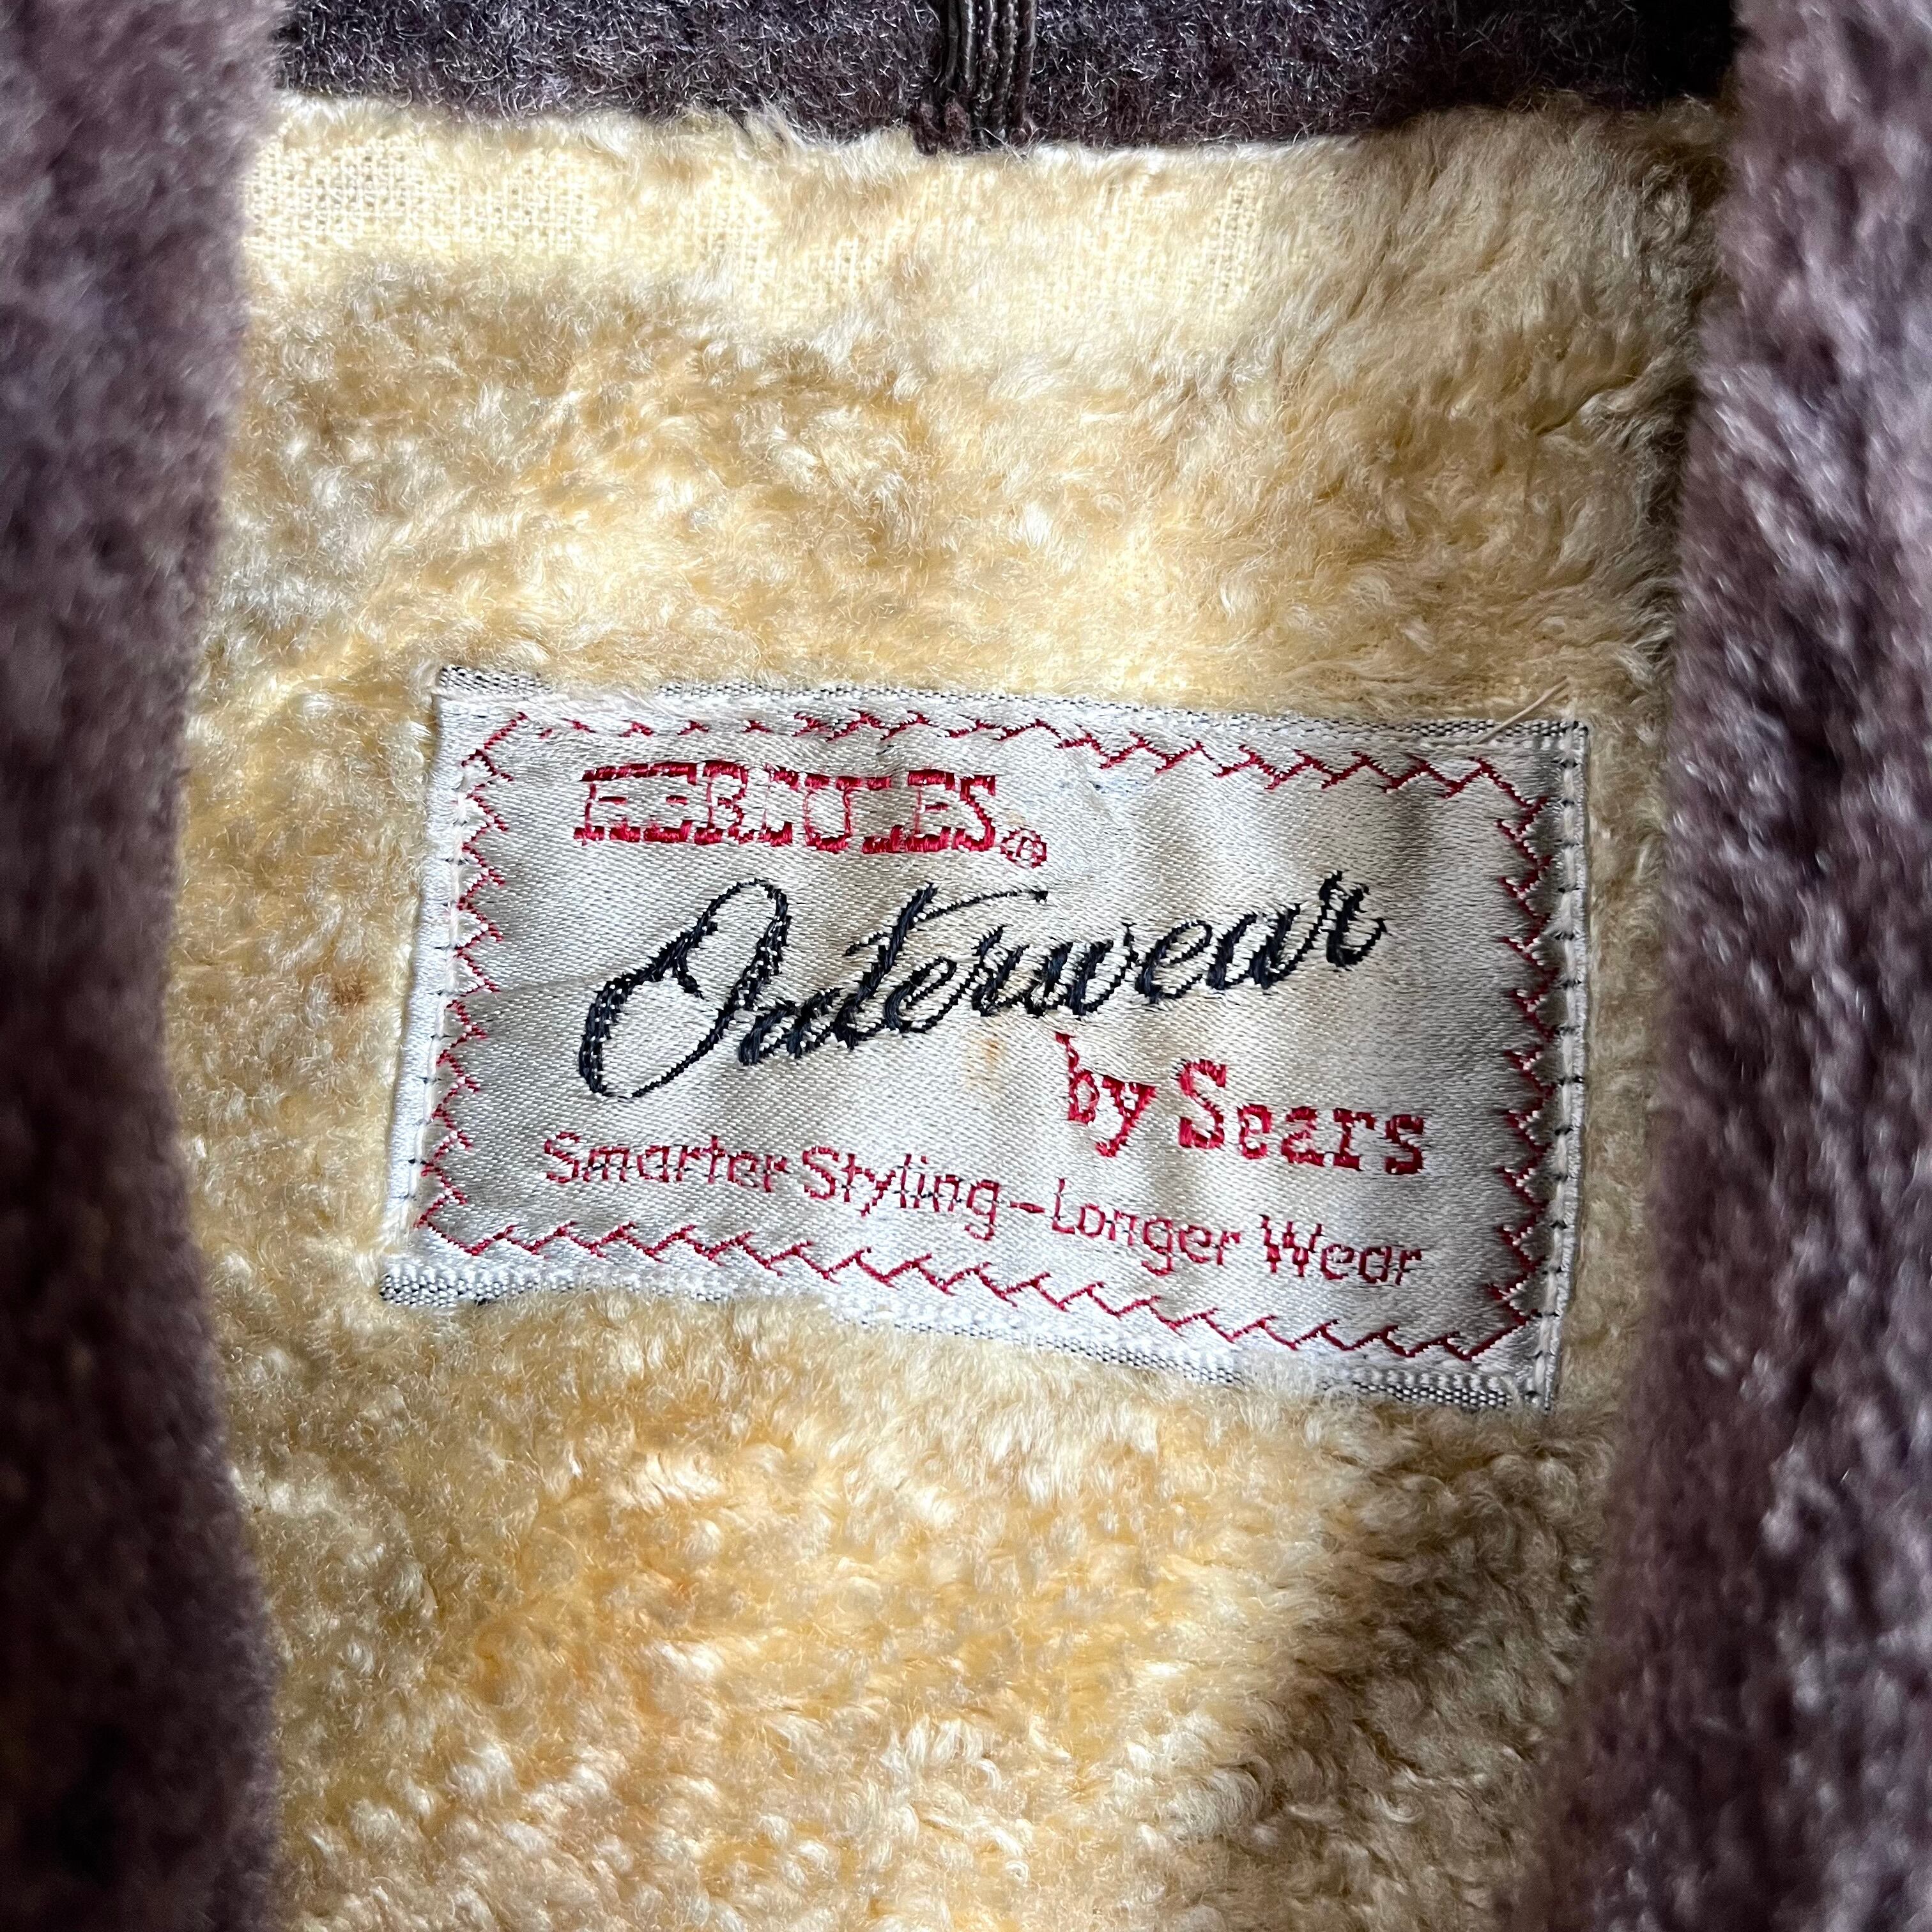 HERCULES®
Outerwear
by Sears
Smarter Styling–Longer Wear